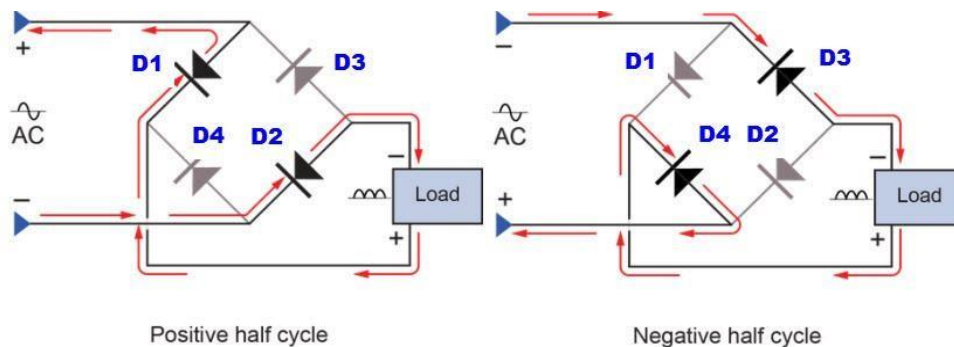 +
D1
D3
AC
D4
D2
−
−
Load
+
Positive half cycle
−
D1
D3
AC
D4
D2
+
−
Load
+
Negative half cycle